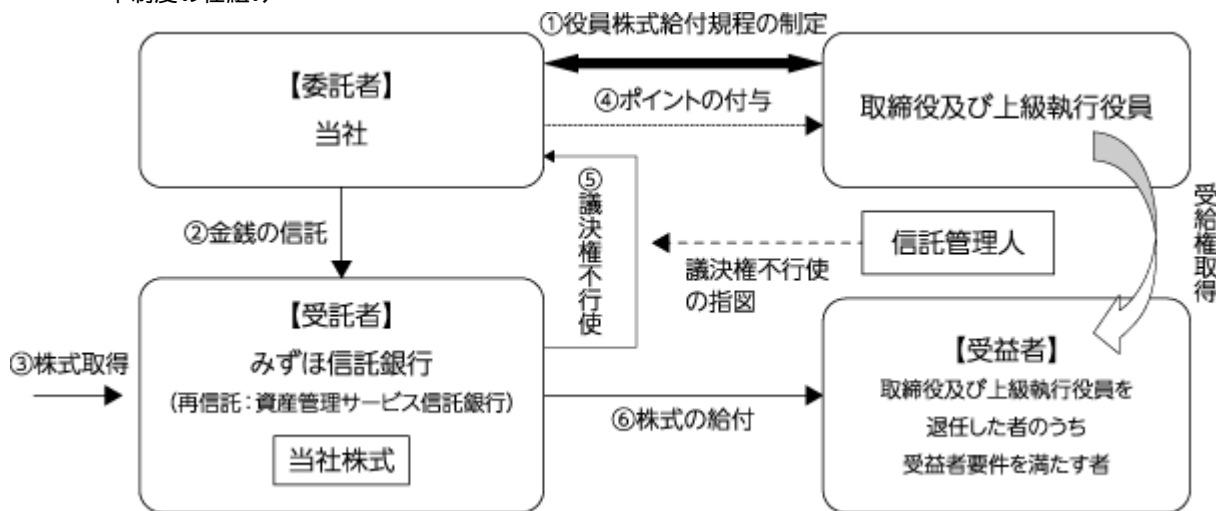 本制度の仕組み
①役員株式給付規程の制定
【委託者】
当社
④ポイントの付与
取締役及び上級執行役員
⑤議決権不行使
受給権取得
②金銭の信託
信託管理人
議決権不行使
の指図
【受託者】
みずほ信託銀行
(再信託:資産管理サービス信託銀行)
当社株式
③株式取得
⑥株式の給付
【受益者】
取締役及び上級執行役員を
退任した者のうち
受益者要件を満たす者